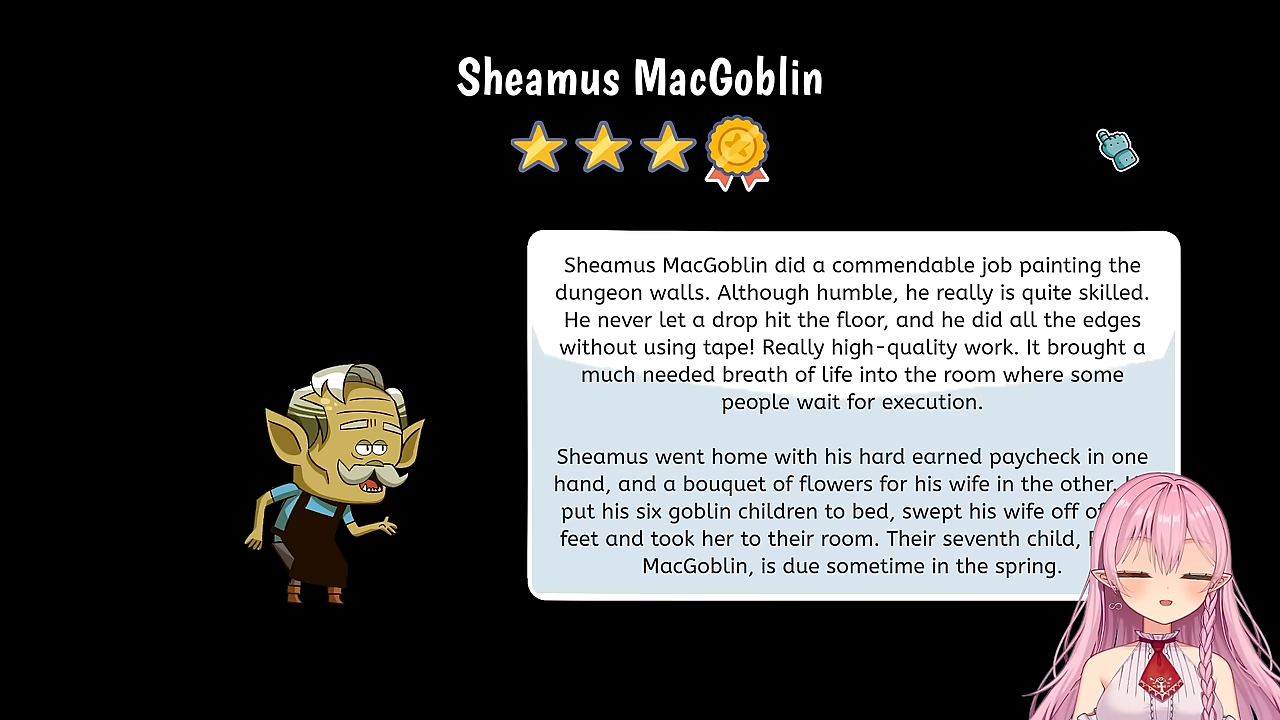 Sheamus MacGoblin
Sheamus MacGoblin did a commendable job painting the
dungeon walls. Although humble, he really is quite skilled.
He never let a drop hit the floor, and he did all the edges
without using tape! Really high-quality work. It brought a
much needed breath of life into the room where some
people wait for execution.
Sheamus went home with his hard earned paycheck in one
hand, and a bouquet of flowers for his wife in the other.
put his six goblin children to bed, swept his wife off of
feet and took her to their room. Their seventh child,
MacGoblin, is due sometime in the spring.